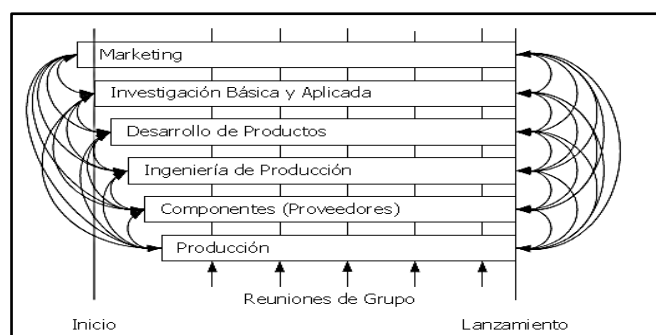 Marketing
Investigación Básica y Aplicada
Desarrollo de Productos
Ingeniería de Producción
Componentes (Proveedores)
Producción
Reuniones de Grupo
Inicio
Lanzamiento